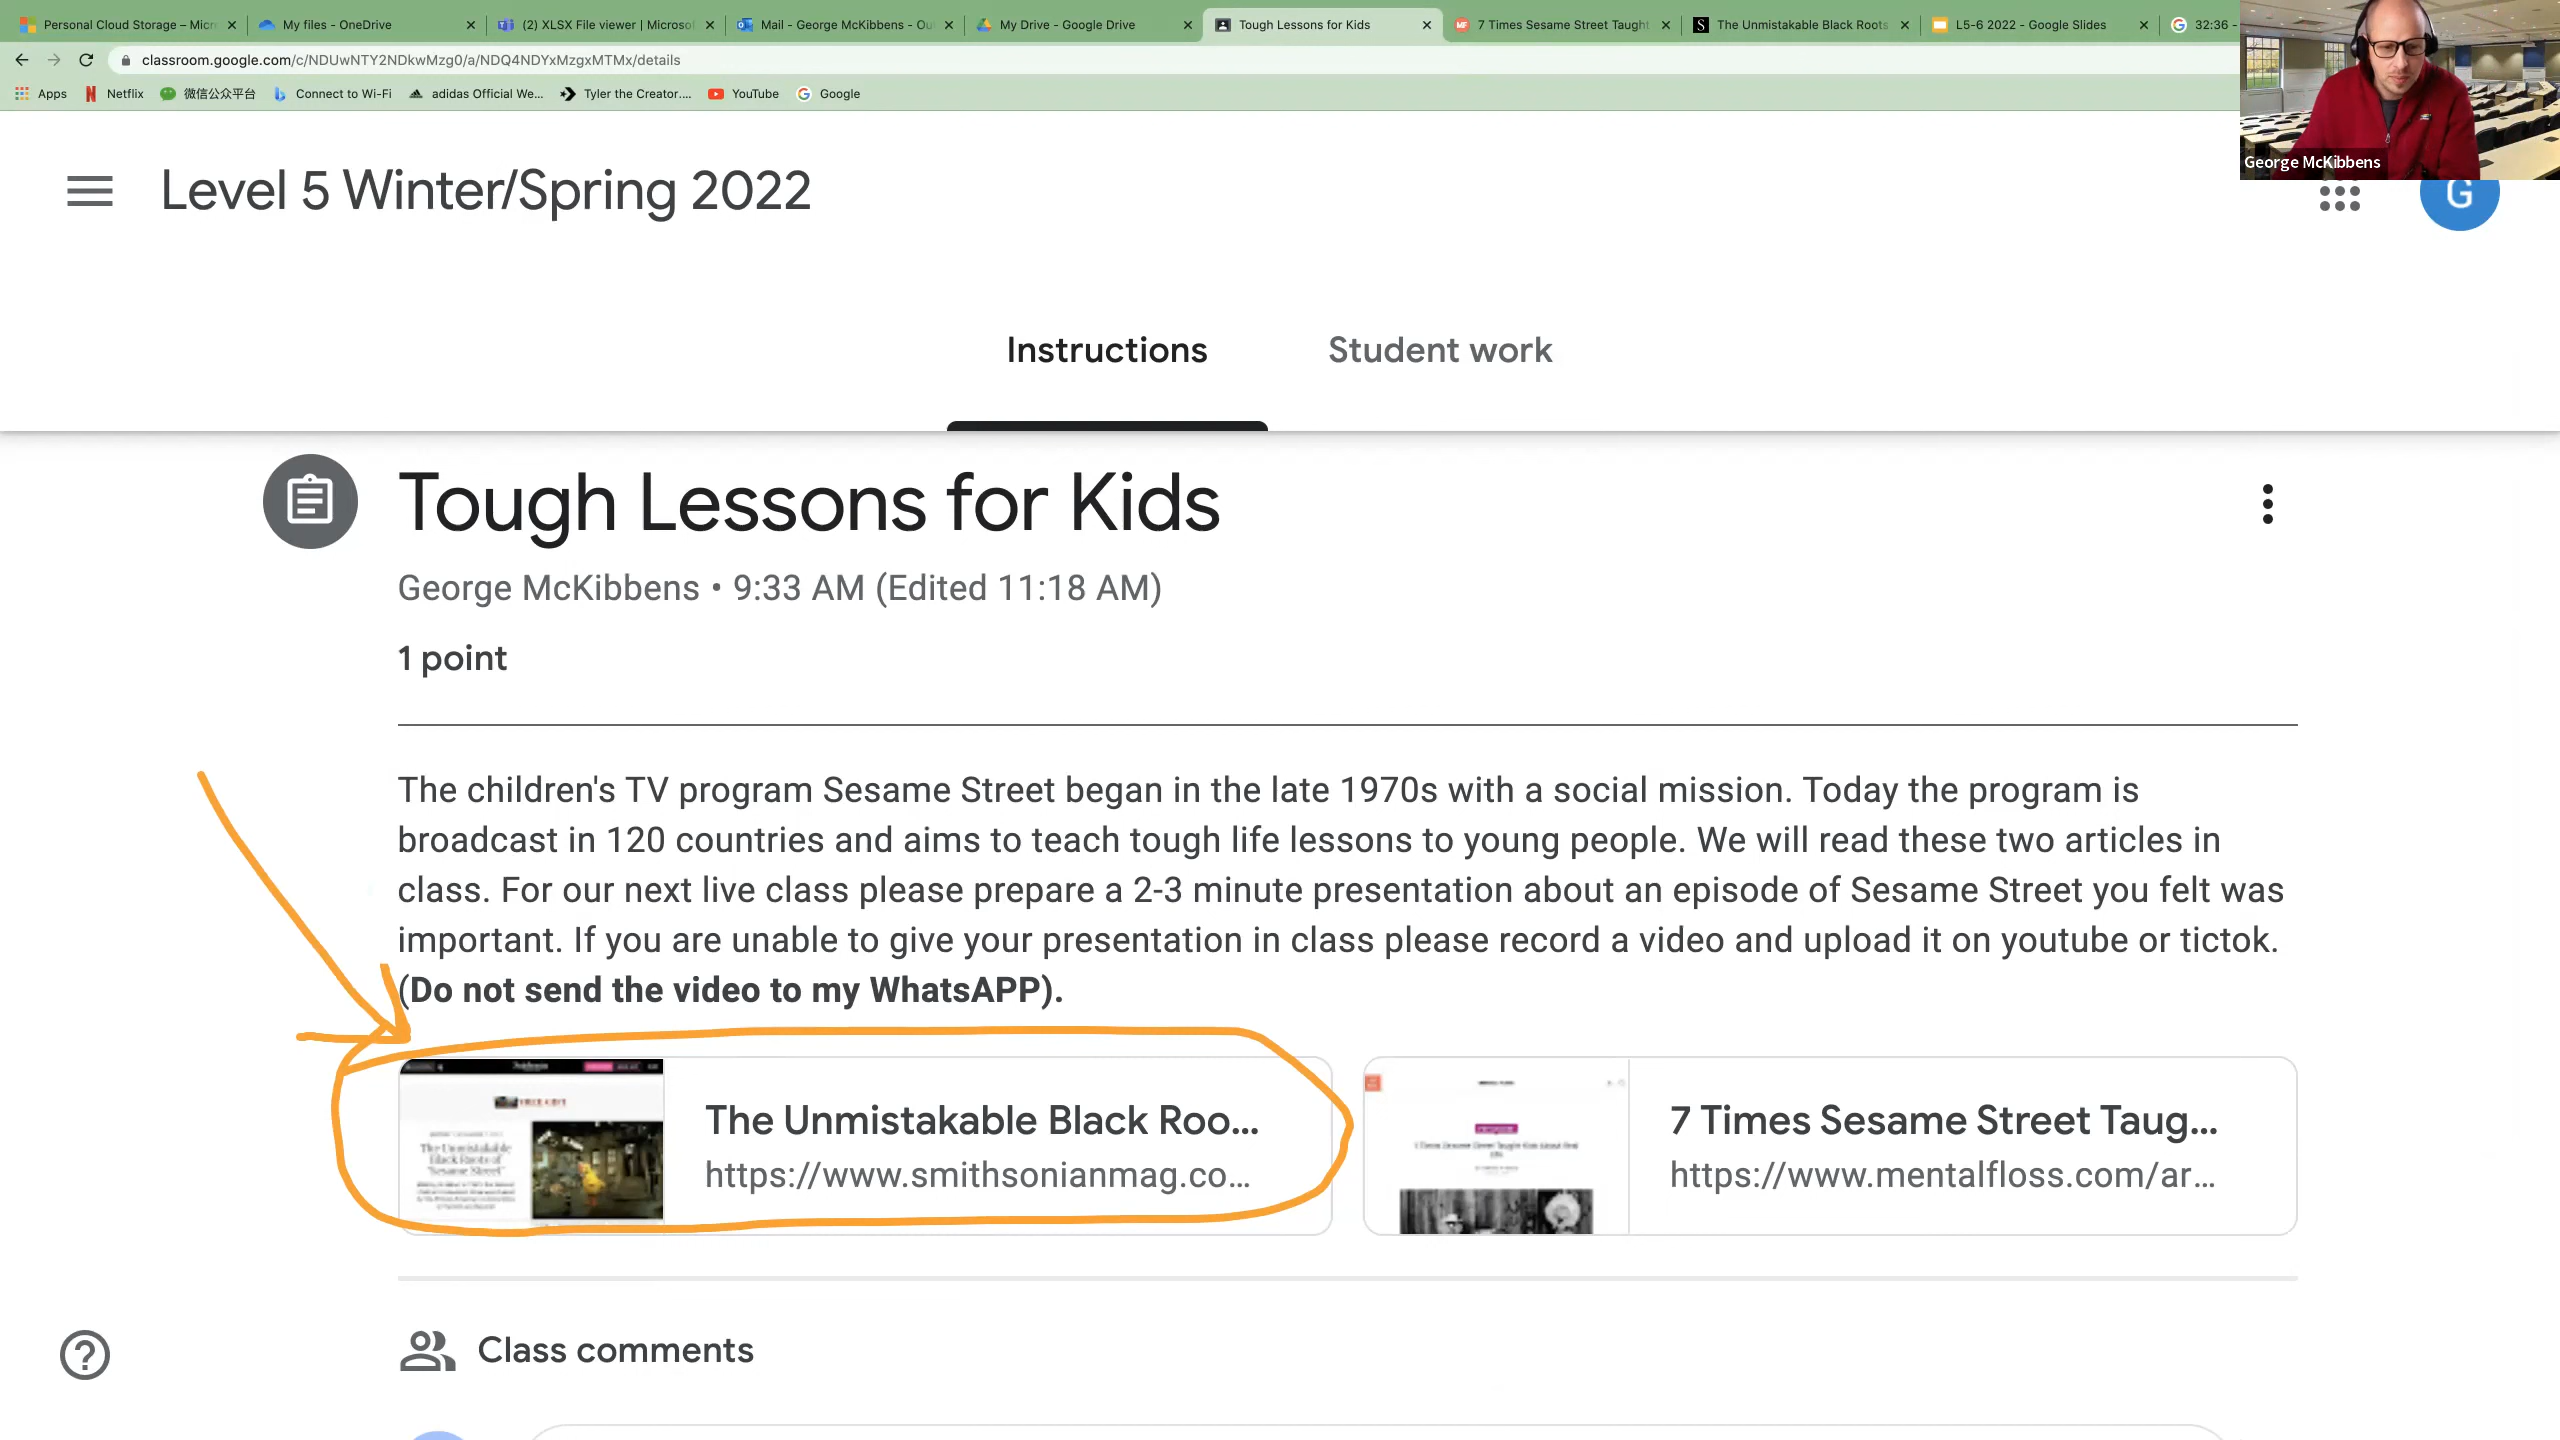 Personal Cloud Storage – Micr
My files - OneDrive
(2) XLSX File viewer | Microsof
Mail - George McKibbens - Ou
My Drive - Google Drive
Tough Lessons for Kids
7 Times Sesame Street Taught
The Unmistakable Black Roots
L5-6 2022 - Google Slides
32:36 -
classroom.google.com/c/NDUwNTY2NDkwMzg0/a/NDQ4NDYxMzgxMTMx/details
Apps
Netflix
微信公众平台
Connect to Wi-Fi
adidas Official We...
Tyler the Creator....
YouTube
Google
George McKibbens
Level 5 Winter/Spring 2022
G
Instructions
Student work
Tough Lessons for Kids
George McKibbens • 9:33 AM (Edited 11:18 AM)
1 point
The children's TV program Sesame Street began in the late 1970s with a social mission. Today the program is
broadcast in 120 countries and aims to teach tough life lessons to young people. We will read these two articles in
class. For our next live class please prepare a 2-3 minute presentation about an episode of Sesame Street you felt was
important. If you are unable to give your presentation in class please record a video and upload it on youtube or tictok.
(Do not send the video to my WhatsAPP).
The Unmistakable
Black Roots of
"Sesame Street"
The Unmistakable Black Roo...
https://www.smithsonianmag.co...
7 Times Sesame Street Taug...
https://www.mentalfloss.com/ar...
Class comments